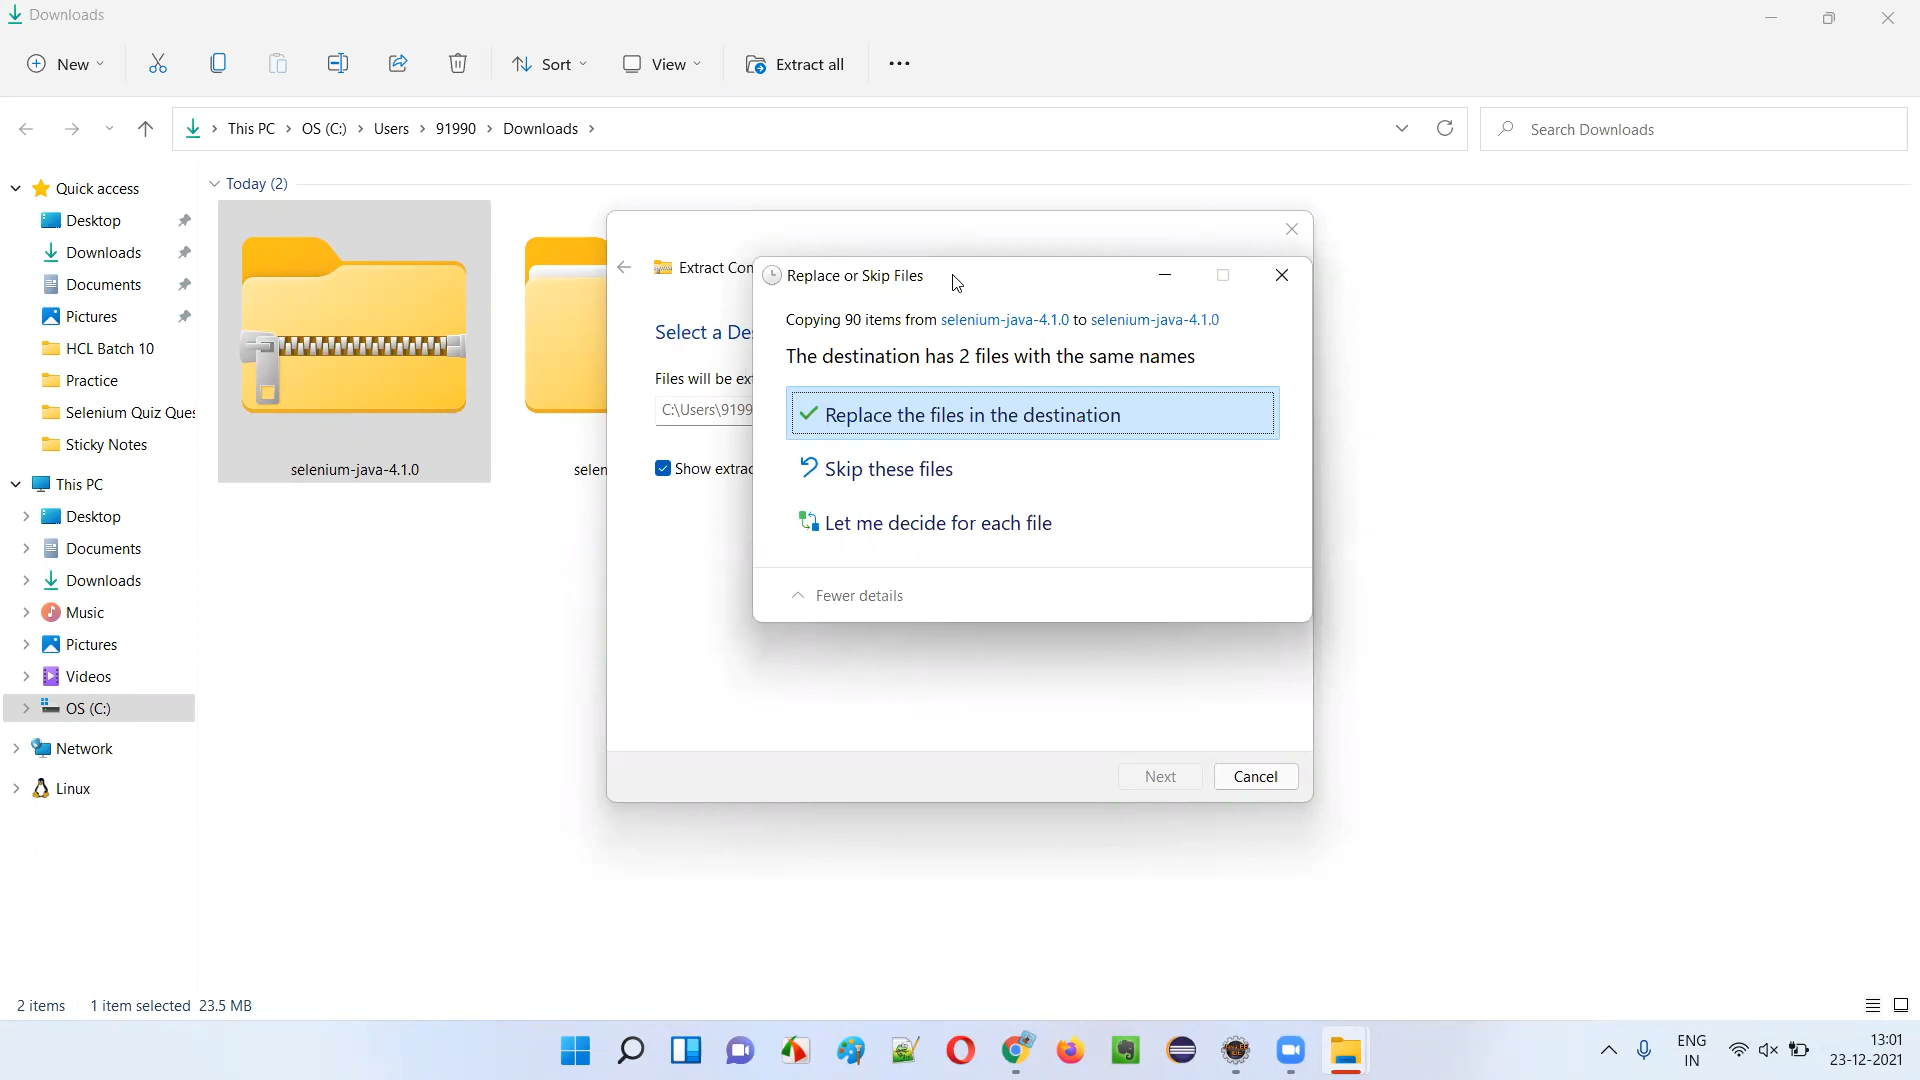 Downloads
New
Sort
View
Extract all
This PC
OS (C:)
Users
91990
Downloads
Search Downloads
Quick access
Desktop
Downloads
Documents
Pictures
HCL Batch 10
Practice
Selenium Quiz Ques
Sticky Notes
This PC
Desktop
Documents
Downloads
Music
Pictures
Videos
OS (C:)
Network
Linux
Today (2)
selenium-java-4.1.0
selen
Extract Con
Select a Des
Files will be ext
C:\Users\9199
Show extrac
Next
Cancel
Replace or Skip Files
Copying 90 items from selenium-java-4.1.0 to selenium-java-4.1.0
The destination has 2 files with the same names
Replace the files in the destination
Skip these files
Let me decide for each file
Fewer details
2 items 1 item selected 23.5 MB
ENG
IN
13:01
23-12-2021